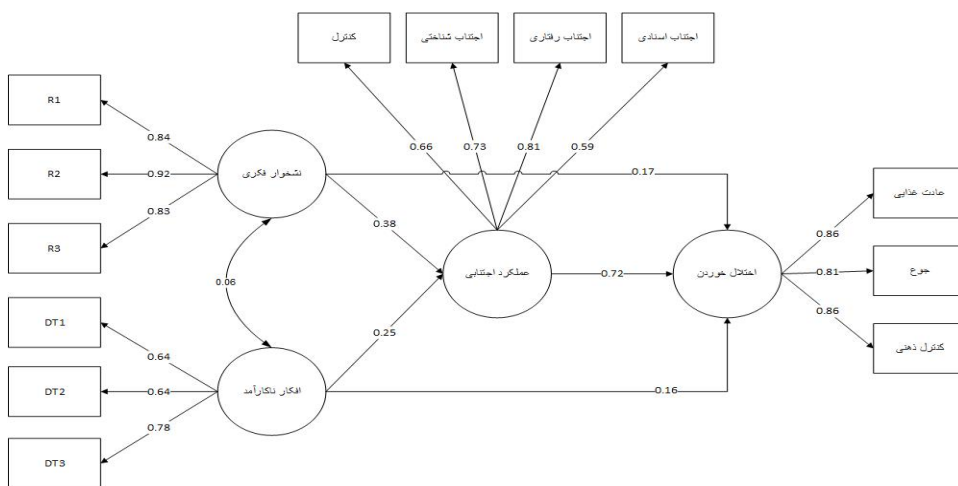 کنترل
اجتناب شناختی
اجتناب رفتاری
اجتناب اسنادی
R1
R2
R3
0.84
0.92
0.83
نشخوار فکری
0.66
0.73
0.81
0.59
0.17
0.38
عملکرد اجتنابی
0.72
اختلال خوردن
عادت غذایی
جوع
کنترل ذهنی
0.86
0.81
0.86
0.06
0.25
0.16
DT1
DT2
DT3
0.64
0.64
0.78
افکار ناکارآمد